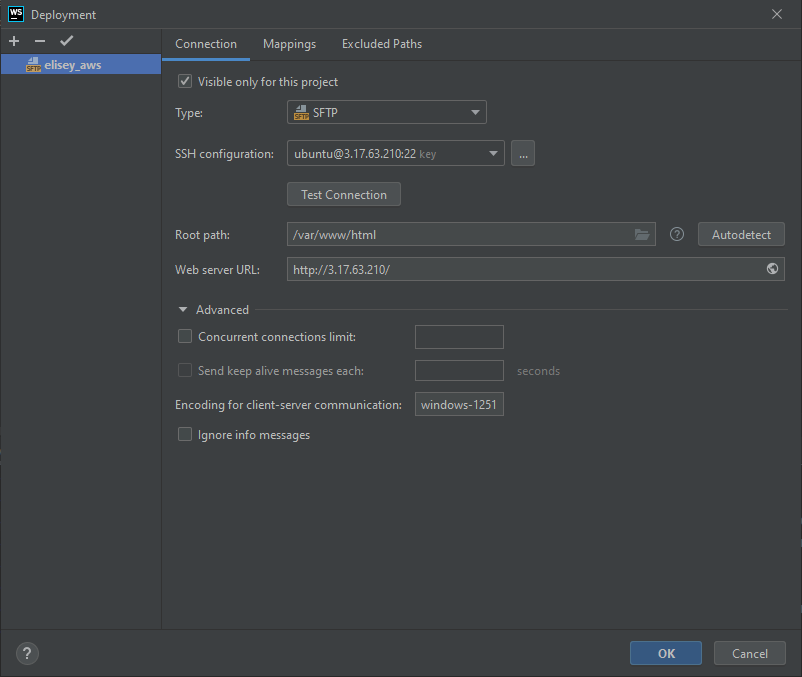 WS Deployment
SFTP elisey_aws
Connection Mappings Excluded Paths
Visible only for this project
Type: SFTP SFTP
SSH configuration: ubuntu@3.17.63.210:22 key ...
Test Connection
Root path: /var/www/html ? Autodetect
Web server URL: http://3.17.63.210/
Advanced
Concurrent connections limit:
Send keep alive messages each: seconds
Encoding for client-server communication: windows-1251
Ignore info messages
? OK Cancel